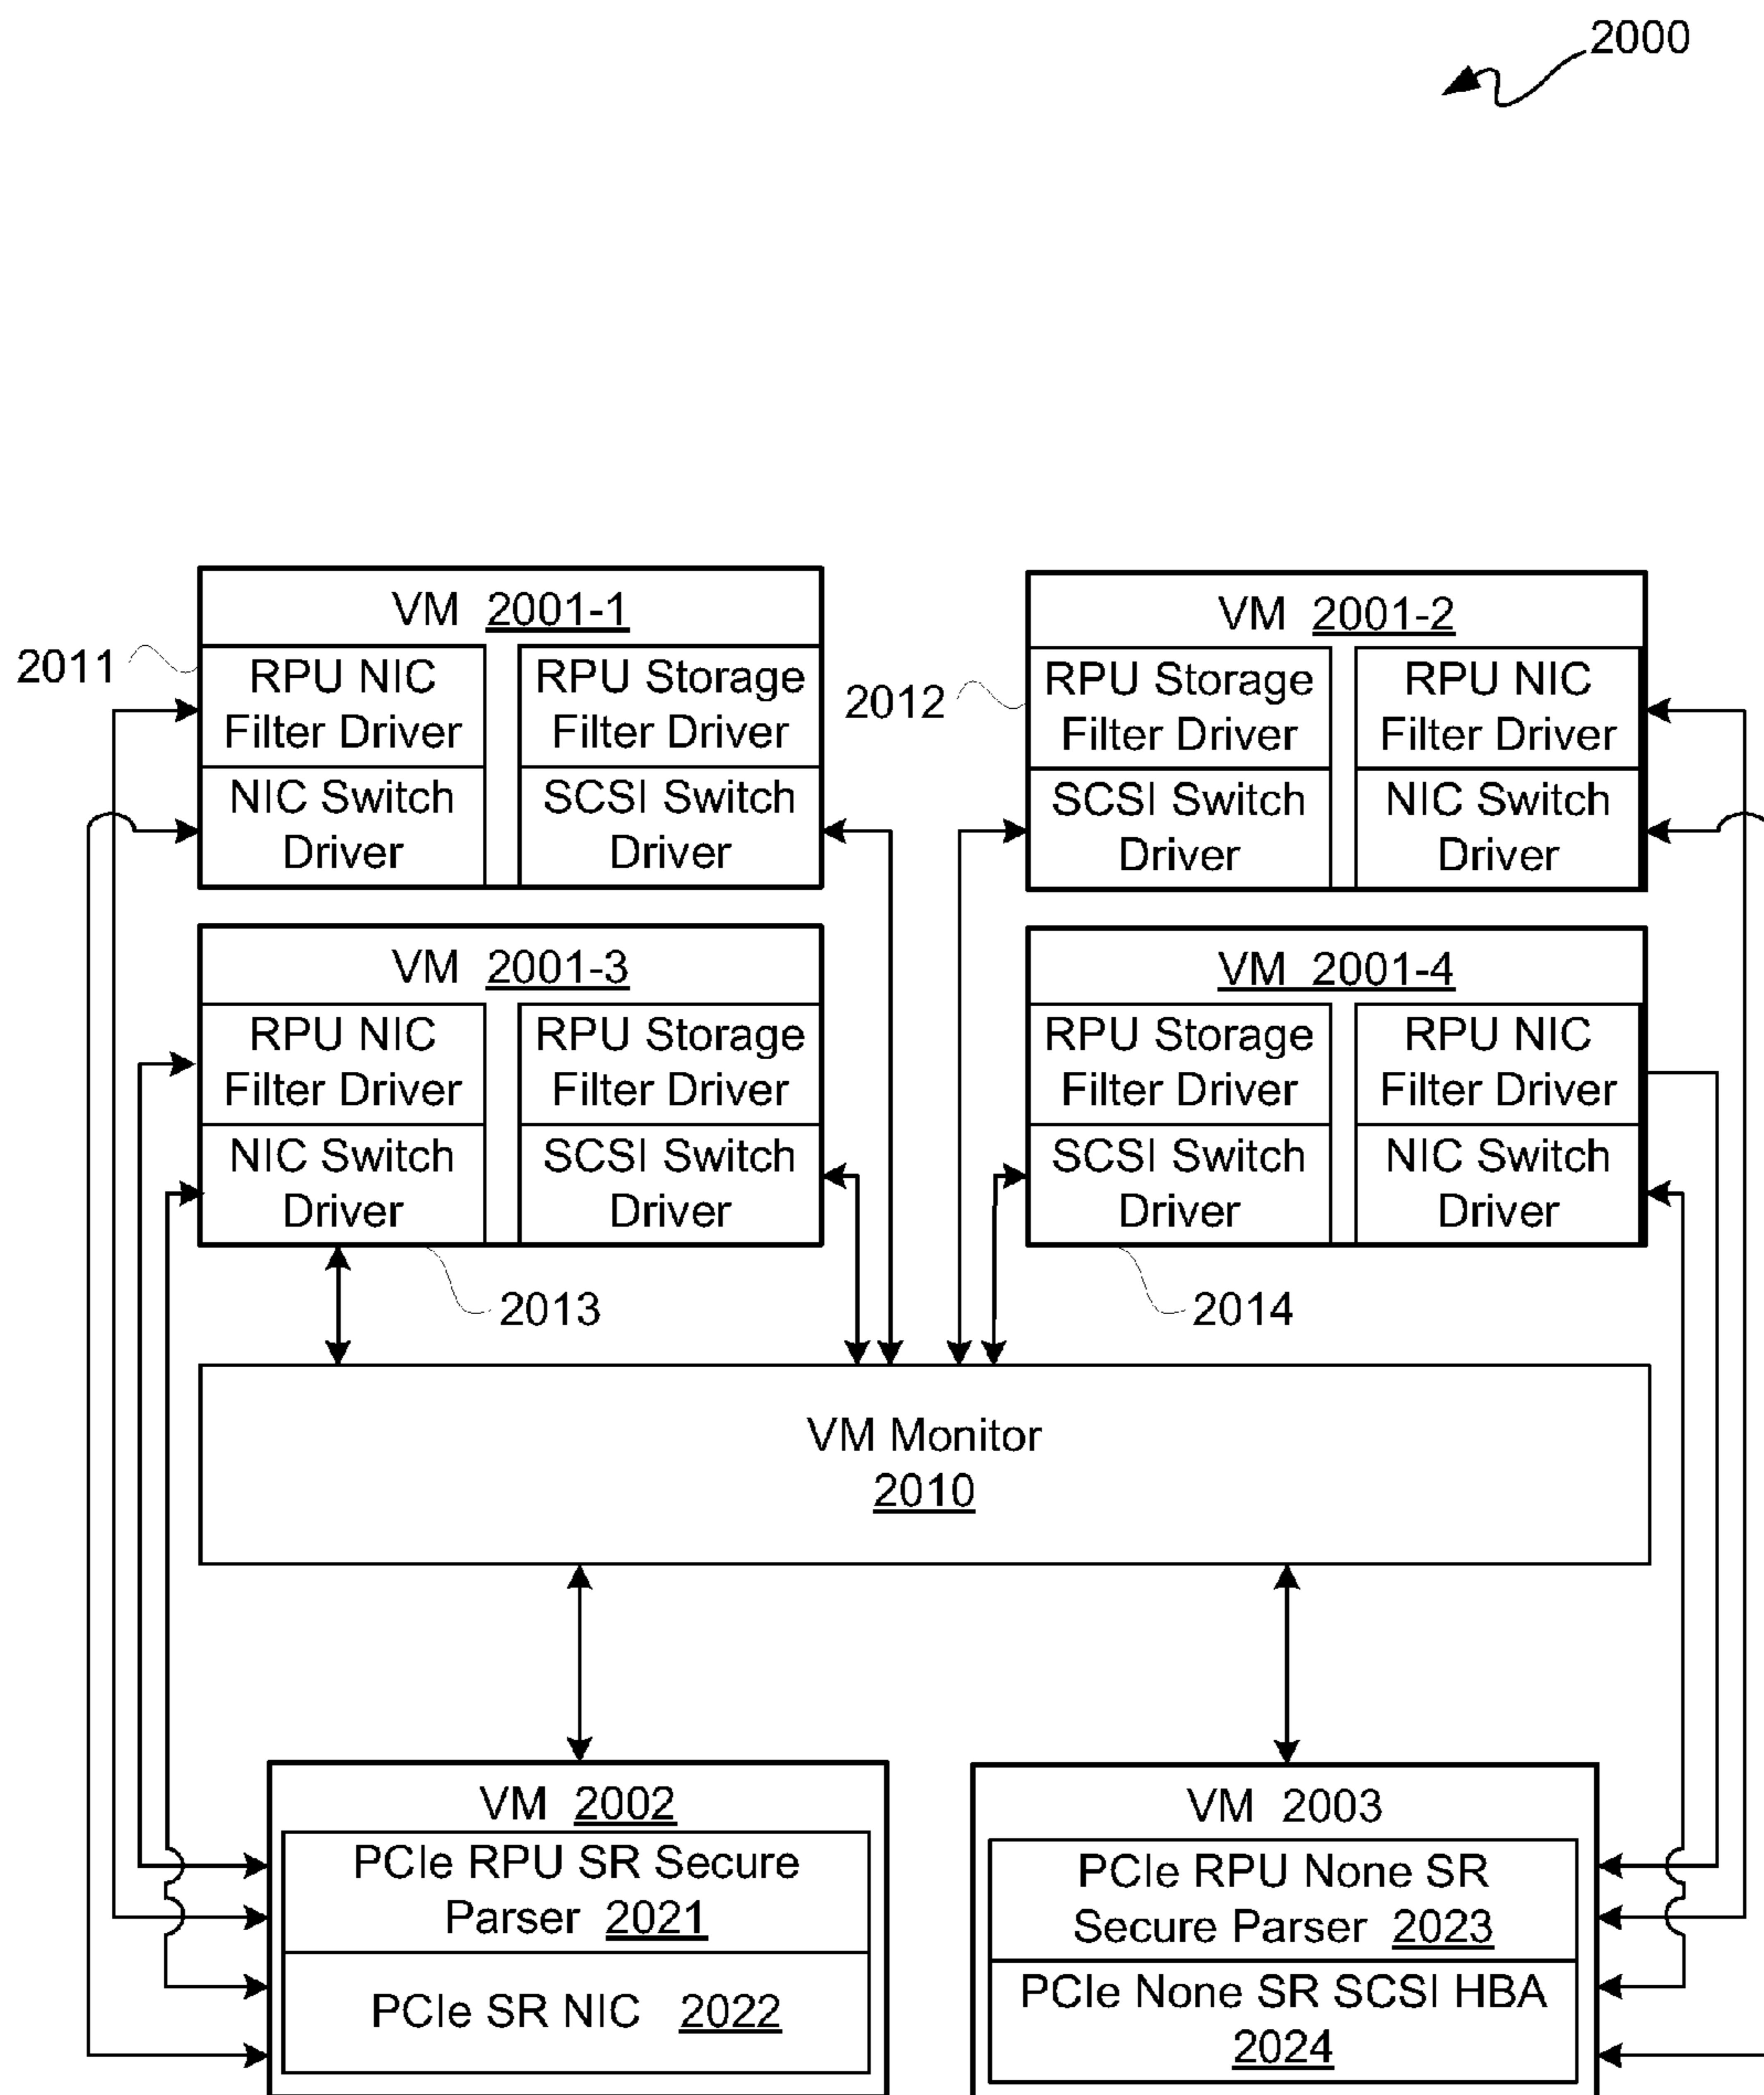 2000
VM 2001-1
2011
RPU NIC
Filter Driver
NIC Switch
Driver
RPU Storage
Filter Driver
SCSI Switch
Driver
VM 2001-2
2012
RPU Storage
Filter Driver
SCSI Switch
Driver
RPU NIC
Filter Driver
NIC Switch
Driver
VM 2001-3
RPU NIC
Filter Driver
NIC Switch
Driver
RPU Storage
Filter Driver
SCSI Switch
Driver
2013
VM 2001-4
RPU Storage
Filter Driver
SCSI Switch
Driver
RPU NIC
Filter Driver
NIC Switch
Driver
2014
VM Monitor
2010
VM 2002
PCIe RPU SR Secure
Parser 2021
PCIe SR NIC 2022
VM 2003
PCIe RPU None SR
Secure Parser 2023
PCIe None SR SCSI HBA
2024